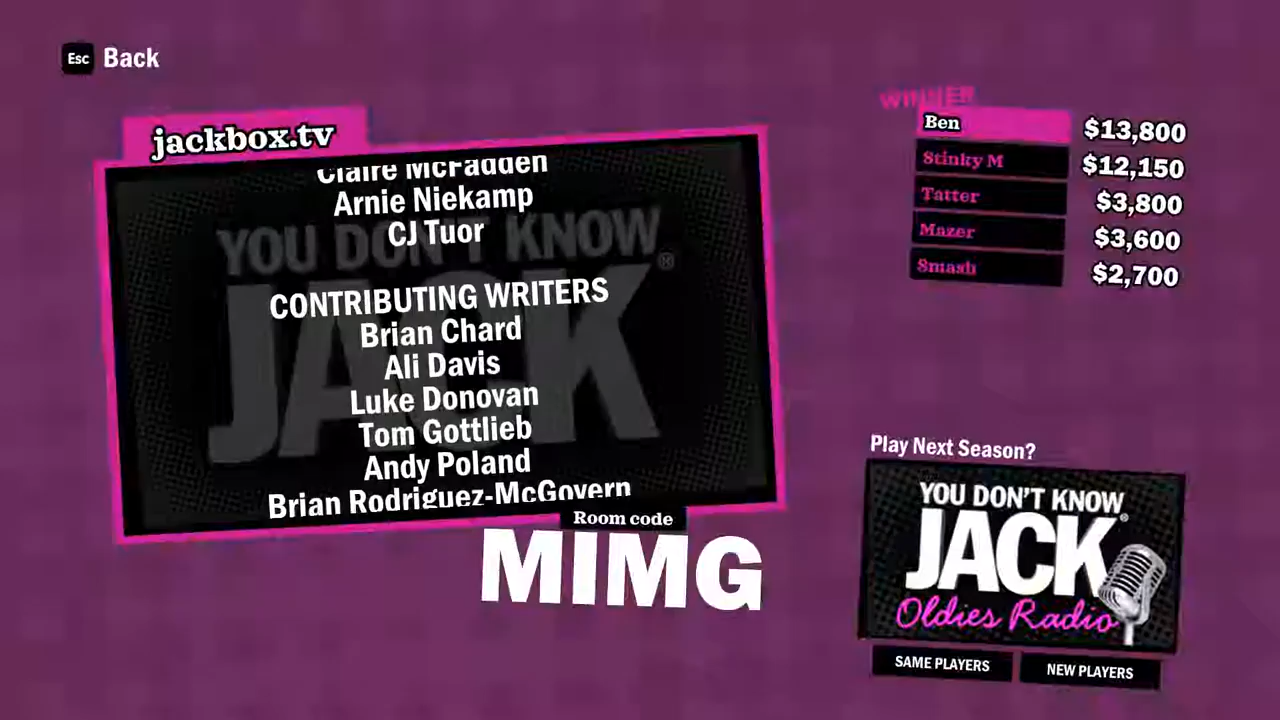 Esc Back
jackbox.tv
Claire McFadden
Arnie Niekamp
CJ Tuor
YOU DON'T KNOW
JACK®
CONTRIBUTING WRITERS
Brian Chard
Ali Davis
Luke Donovan
Tom Gottlieb
Andy Poland
Brian Rodriguez-McGovern
Room code
MIMG
WINNER
Ben $13,800
Stinky M $12,150
Tatter $3,800
Mazer $3,600
Smash $2,700
Play Next Season?
YOU DON'T KNOW
JACK®
Oldies Radio
SAME PLAYERS
NEW PLAYERS